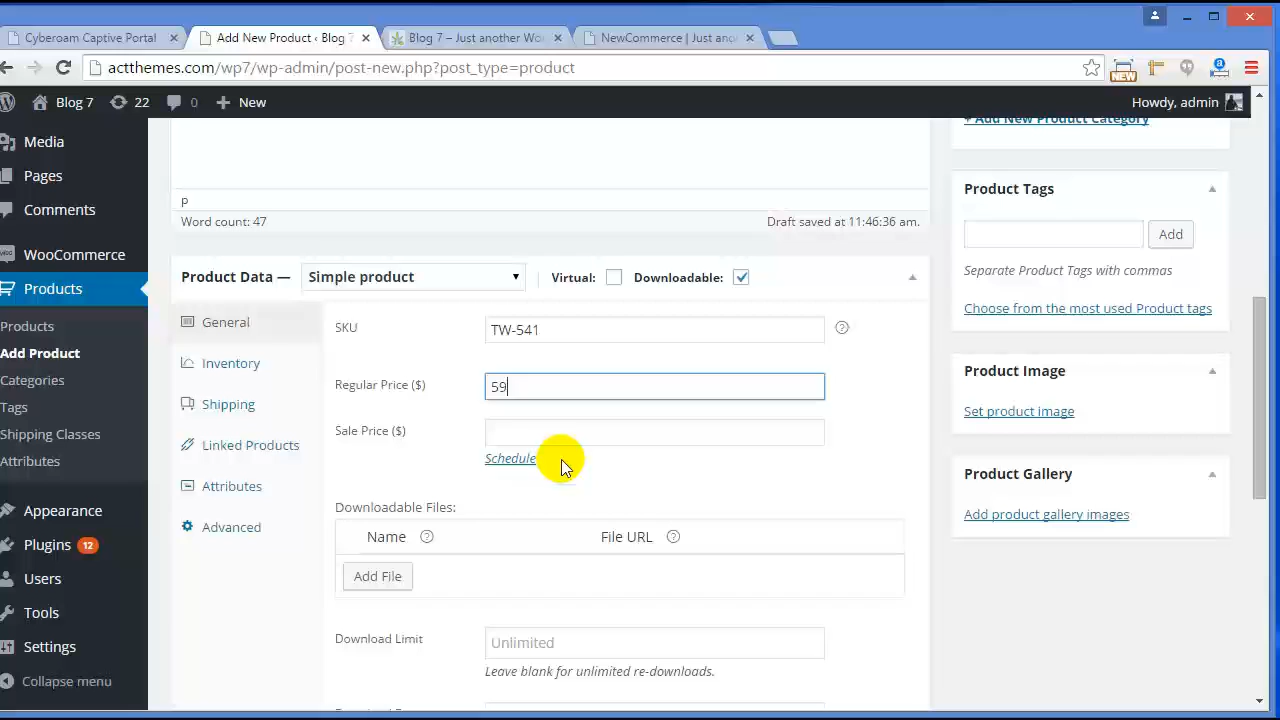 Cyberoam Captive Portal
Add New Product ‹ Blog 7
Blog 7 – Just another Wo
NewCommerce | Just an
actthemes.com/wp7/wp-admin/post-new.php?post_type=product
NEW
a
Blog 7
22
0
New
Howdy, admin
Media
Pages
Comments
WooCommerce
Products
Products
Add Product
Categories
Tags
Shipping Classes
Attributes
Appearance
Plugins 12
Users
Tools
Settings
Collapse menu
p
Word count: 47
Draft saved at 11:46:36 am.
Product Data — Simple product Virtual: Downloadable:
General
Inventory
Shipping
Linked Products
Attributes
Advanced
SKU TW-541 ?
Regular Price ($) 59
Sale Price ($)
Schedule
Downloadable Files:
Name ? File URL ?
Add File
Download Limit Unlimited
Leave blank for unlimited re-downloads.
+ Add New Product Category
Product Tags
Add
Separate Product Tags with commas
Choose from the most used Product tags
Product Image
Set product image
Product Gallery
Add product gallery images